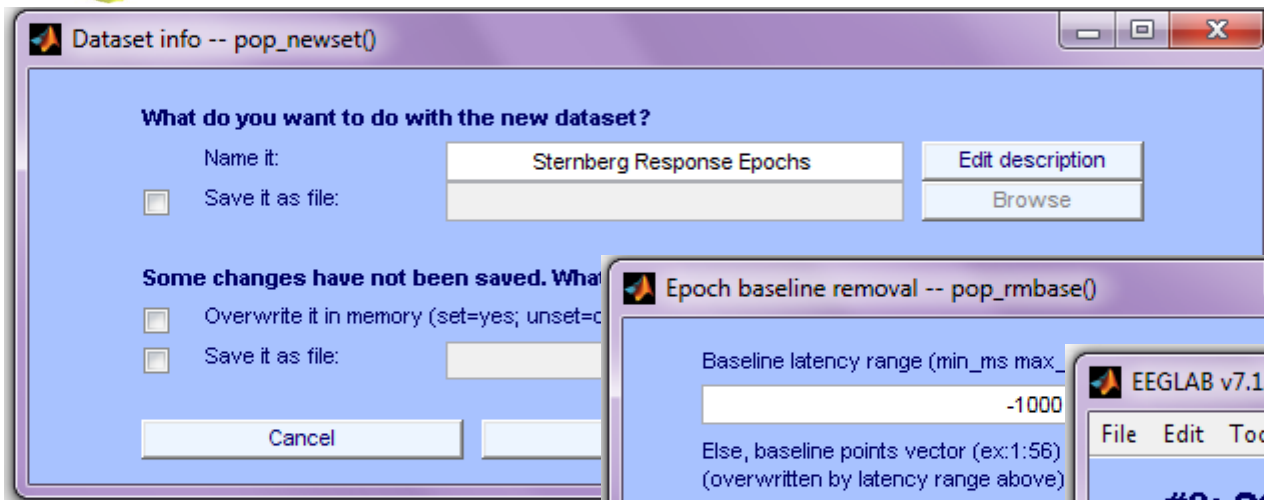 Dataset info -- pop_newset()
What do you want to do with the new dataset?
Name it: Sternberg Response Epochs Edit description
Save it as file: Browse
Some changes have not been saved. What
Overwrite it in memory (set=yes; unset=
Save it as file:
Cancel
Epoch baseline removal -- pop_rmbase()
Baseline latency range (min_ms max_
-1000
Else, baseline points vector (ex:1:56)
(overwritten by latency range above)
EEGLAB v7.1
File Edit